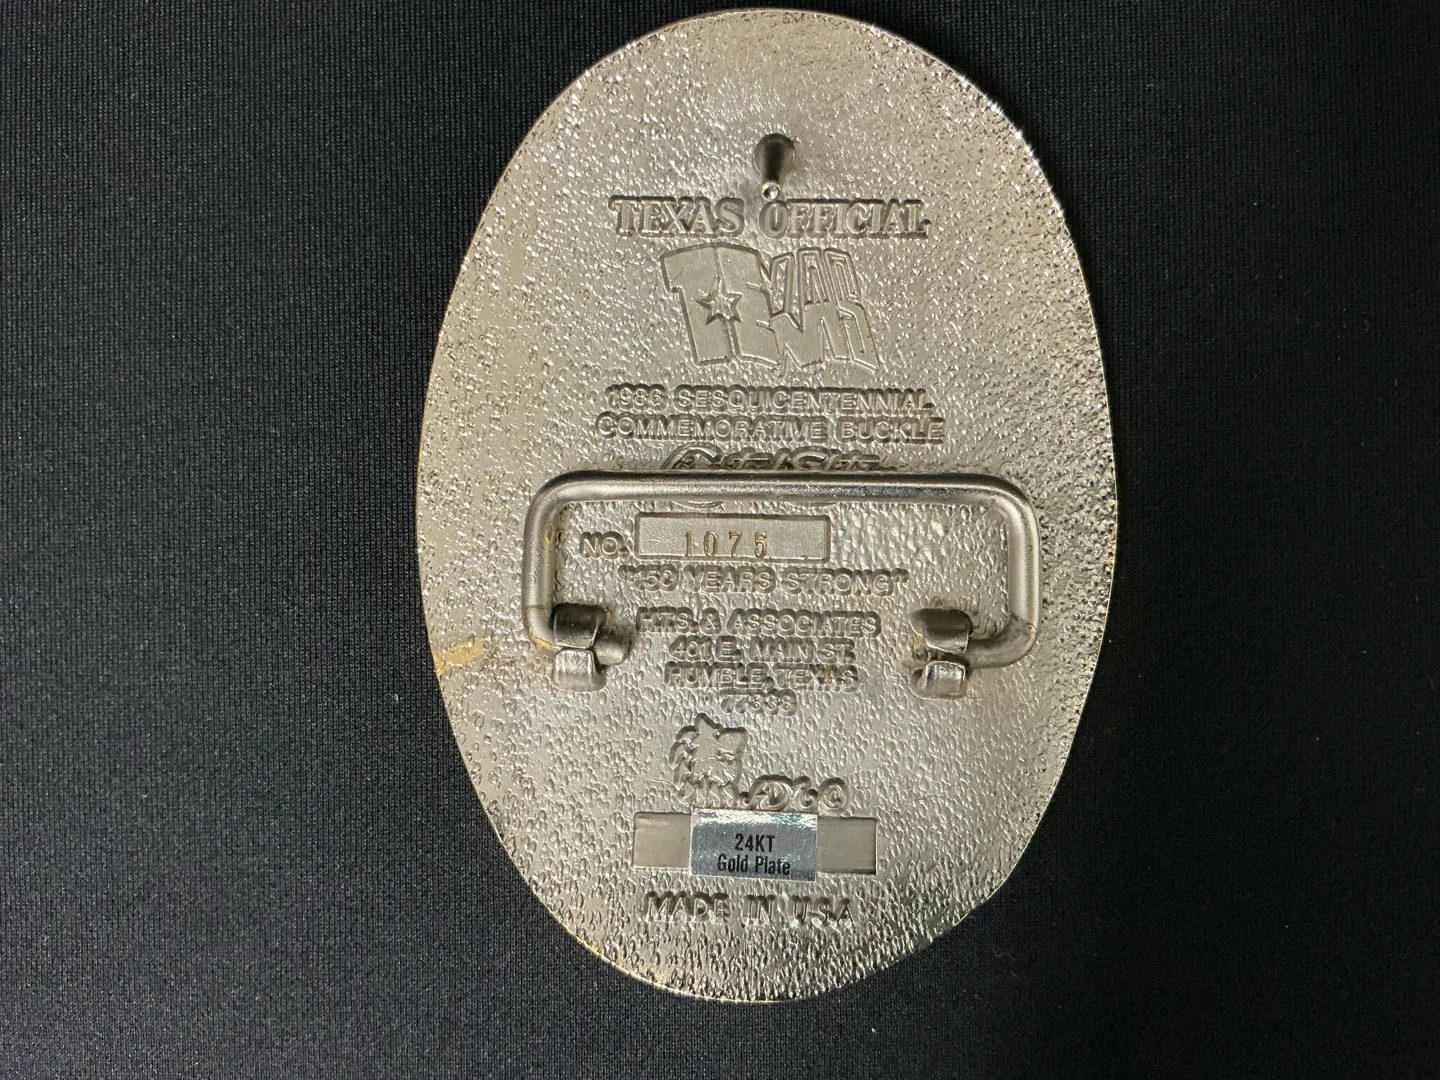 TEXAS OFFICIAL
TEXAS
1986 SESQUICENTENNIAL
COMMEMORATIVE BUCKLE
NO. 1075
"150 YEARS STRONG"
H.T.S. & ASSOCIATES
401 E. MAIN ST.
HUMBLE, TEXAS
77338
24KT
Gold Plate
MADE IN U.S.A